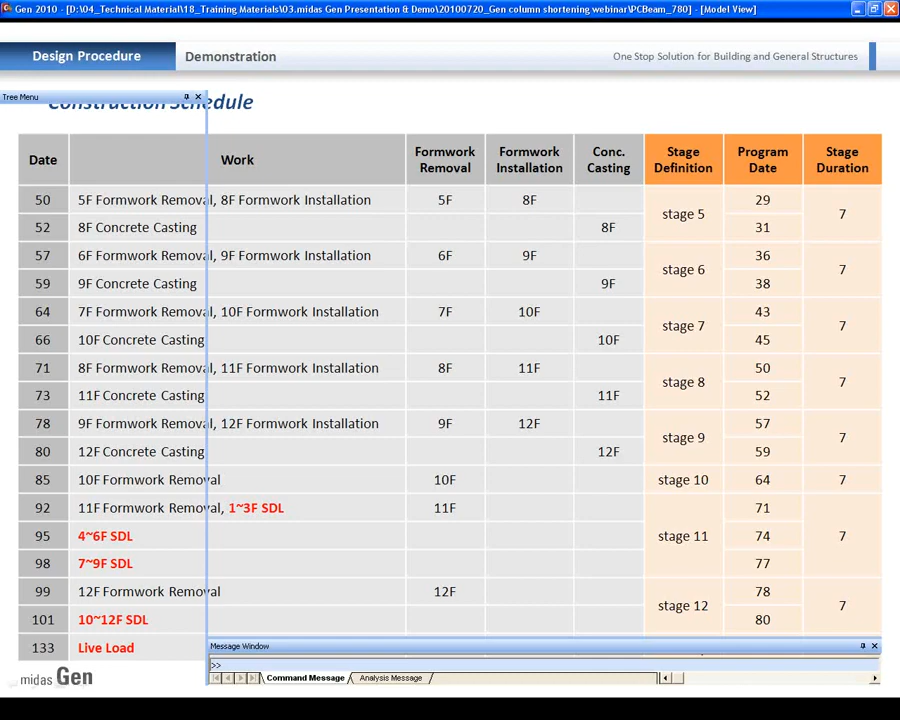 Gen 2010 - [D:\04_Technical Material\18_Training Materials\03.midas Gen Presentation & Demo\20100720_Gen column shortening webinar\PCBeam_780] - [Model View]
Design Procedure Demonstration One Stop Solution for Building and General Structures
Tree Menu
Construction Schedule
Date Work Formwork Removal Formwork Installation Conc. Casting Stage Definition Program Date Stage Duration
50 5F Formwork Removal, 8F Formwork Installation 5F 8F stage 5 29 7
52 8F Concrete Casting 8F 31
57 6F Formwork Removal, 9F Formwork Installation 6F 9F stage 6 36 7
59 9F Concrete Casting 9F 38
64 7F Formwork Removal, 10F Formwork Installation 7F 10F stage 7 43 7
66 10F Concrete Casting 10F 45
71 8F Formwork Removal, 11F Formwork Installation 8F 11F stage 8 50 7
73 11F Concrete Casting 11F 52
78 9F Formwork Removal, 12F Formwork Installation 9F 12F stage 9 57 7
80 12F Concrete Casting 12F 59
85 10F Formwork Removal 10F stage 10 64 7
92 11F Formwork Removal, 1~3F SDL 11F stage 11 71 7
95 4~6F SDL 74
98 7~9F SDL 77
99 12F Formwork Removal 12F stage 12 78 7
101 10~12F SDL 80
133 Live Load
Message Window
>>
Command Message Analysis Message
midas Gen